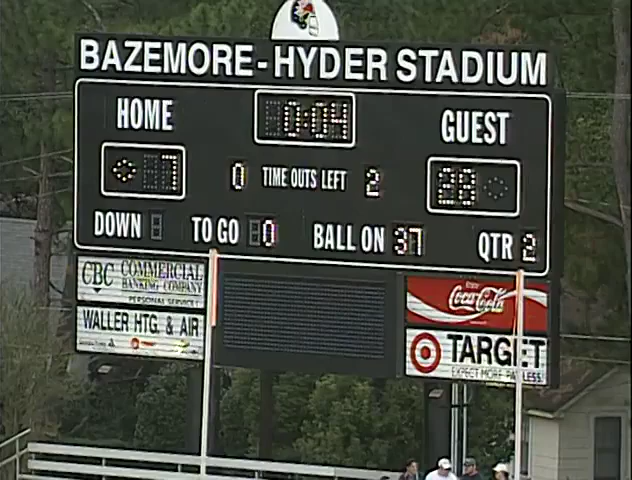 BAZEMORE-HYDER STADIUM
HOME 0:04 GUEST
7 0 TIME OUTS LEFT 2 28
DOWN TO GO 0 BALL ON 37 QTR 2
CBC COMMERCIAL
BANKING COMPANY
PERSONAL SERVICE!
WALLER HTG. & AIR
Enjoy
Coca-Cola
TARGET
EXPECT MORE. PAY LESS.